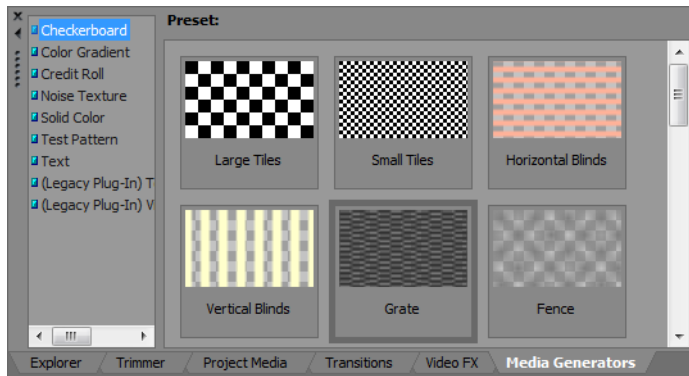 Checkerboard
Color Gradient
Credit Roll
Noise Texture
Solid Color
Test Pattern
Text
(Legacy Plug-In) T
(Legacy Plug-In) V
Preset:
Large Tiles
Small Tiles
Horizontal Blinds
Vertical Blinds
Grate
Fence
Explorer
Trimmer
Project Media
Transitions
Video FX
Media Generators